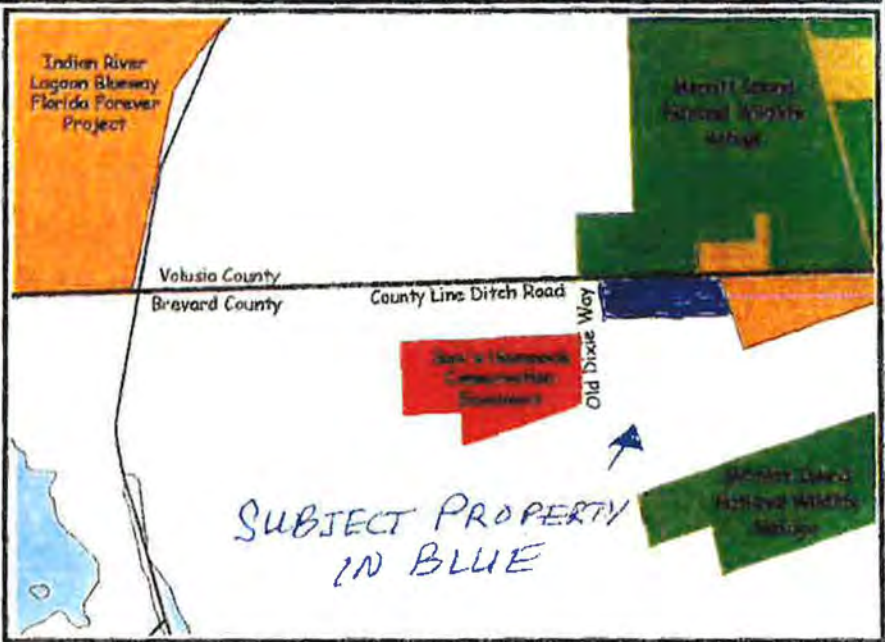 Indian River
Lagoon Blueway
Florida Forever
Project
Merritt Island
National Wildlife
Refuge
Volusia County
Brevard County
County Line Ditch Road
Old Dixie Way
Hammock
Conservation
Easement
Merritt Island
National Wildlife
Refuge
SUBJECT PROPERTY
IN BLUE